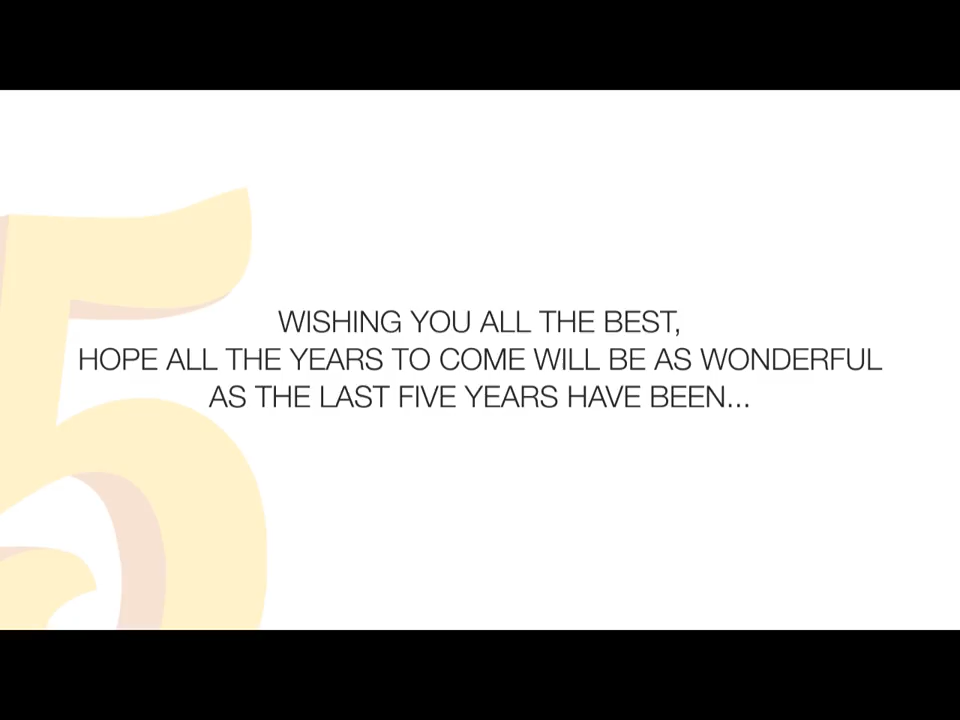 5
WISHING YOU ALL THE BEST,
HOPE ALL THE YEARS TO COME WILL BE AS WONDERFUL
AS THE LAST FIVE YEARS HAVE BEEN...